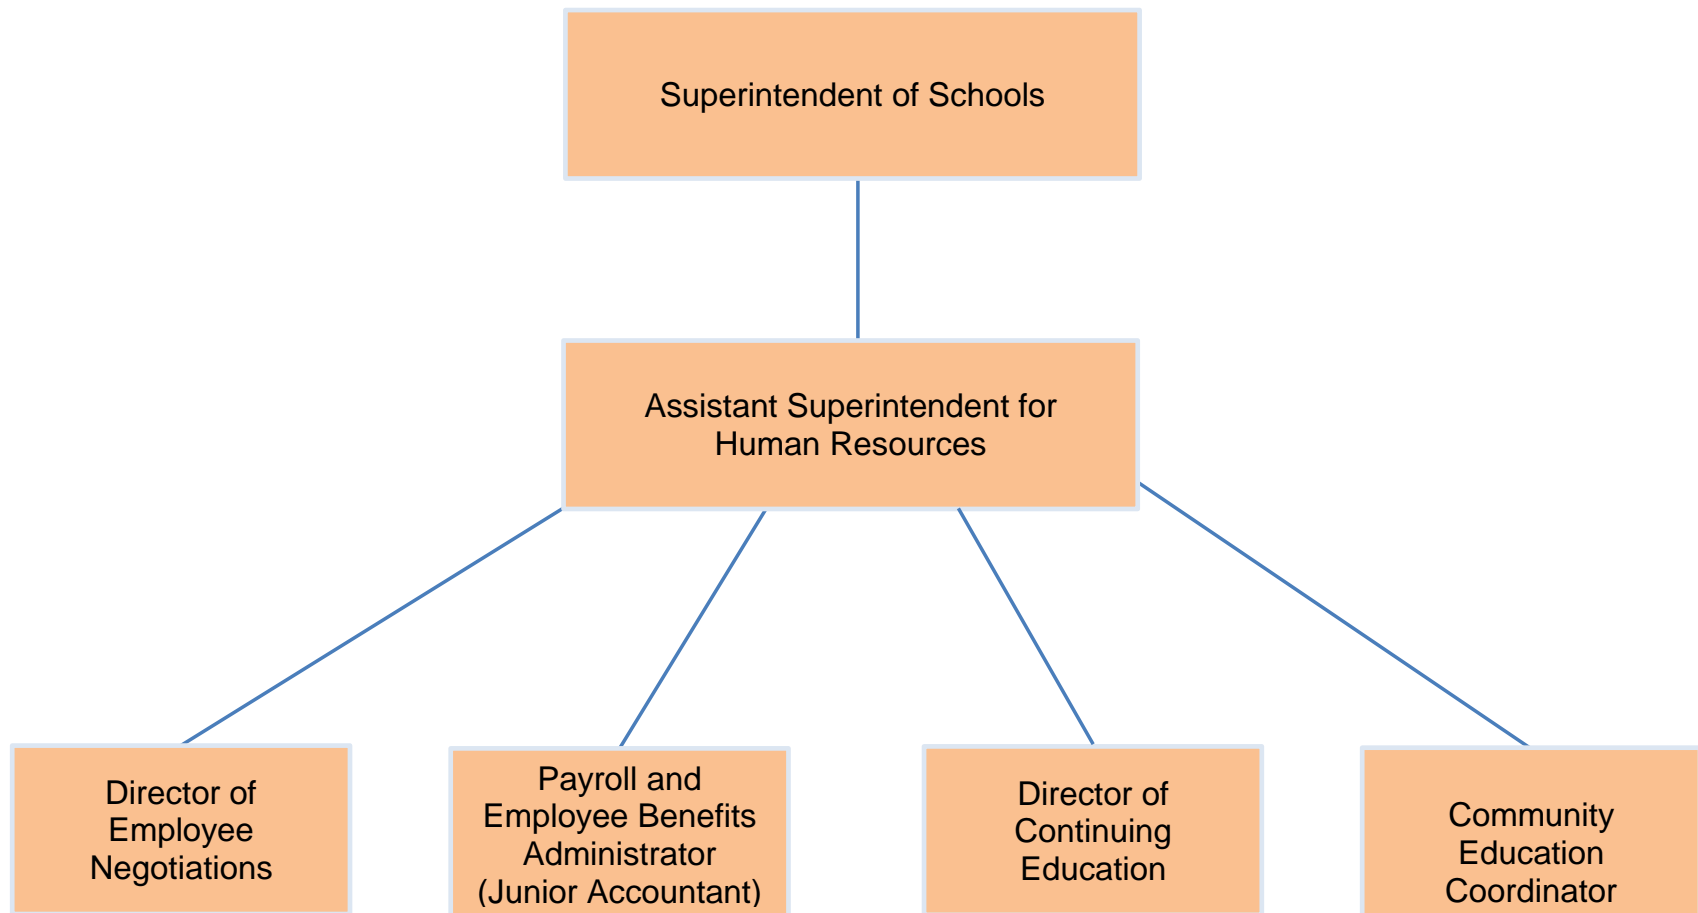 Superintendent of Schools
Assistant Superintendent for
Human Resources
Director of
Employee
Negotiations
Payroll and
Employee Benefits
Administrator
(Junior Accountant)
Director of
Continuing
Education
Community
Education
Coordinator